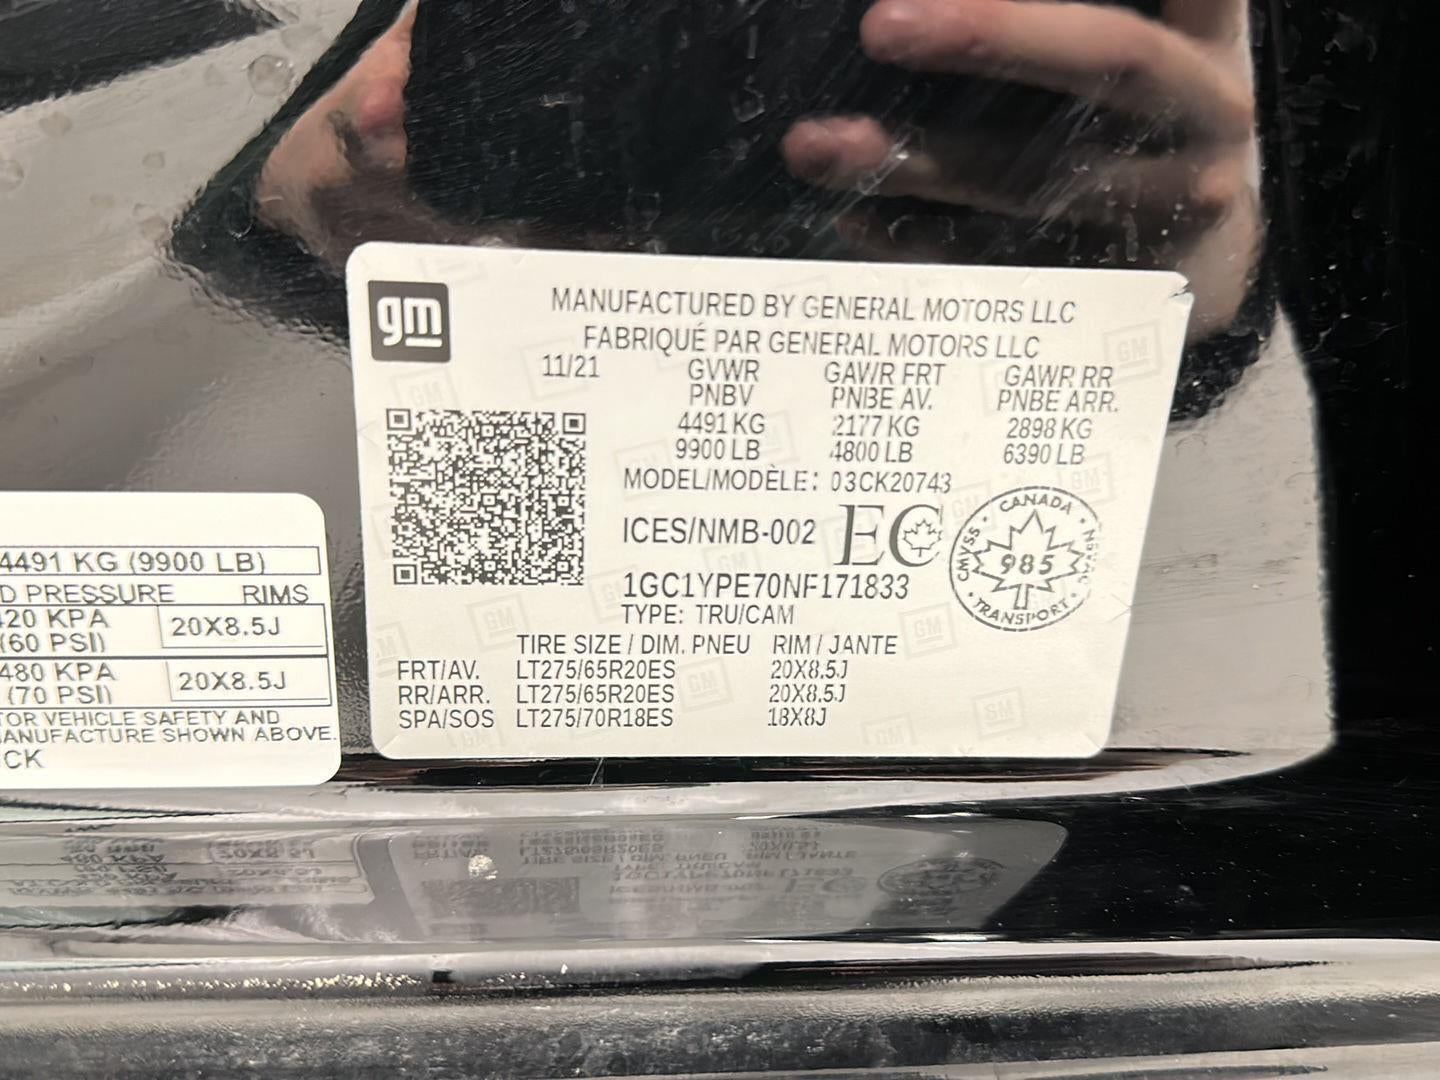 gm
MANUFACTURED BY GENERAL MOTORS LLC
FABRIQUÉ PAR GENERAL MOTORS LLC
11/21 GVWR GAWR FRT GAWR RR
PNBV PNBE AV. PNBE ARR.
4491 KG 2177 KG 2898 KG
9900 LB 4800 LB 6390 LB
MODEL/MODÈLE: 03CK20743
ICES/NMB-002 EC
CANADA
CMVSS 985 NSVAC
TRANSPORT
1GC1YPE70NF171833
TYPE: TRU/CAM
TIRE SIZE / DIM. PNEU RIM / JANTE
FRT/AV. LT275/65R20ES 20X8.5J
RR/ARR. LT275/65R20ES 20X8.5J
SPA/SOS LT275/70R18ES 18X8J
4491 KG (9900 LB)
PRESSURE RIMS
KPA
(60 PSI) 20X8.5J
480 KPA
(70 PSI) 20X8.5J
VEHICLE SAFETY AND
MANUFACTURE SHOWN ABOVE.